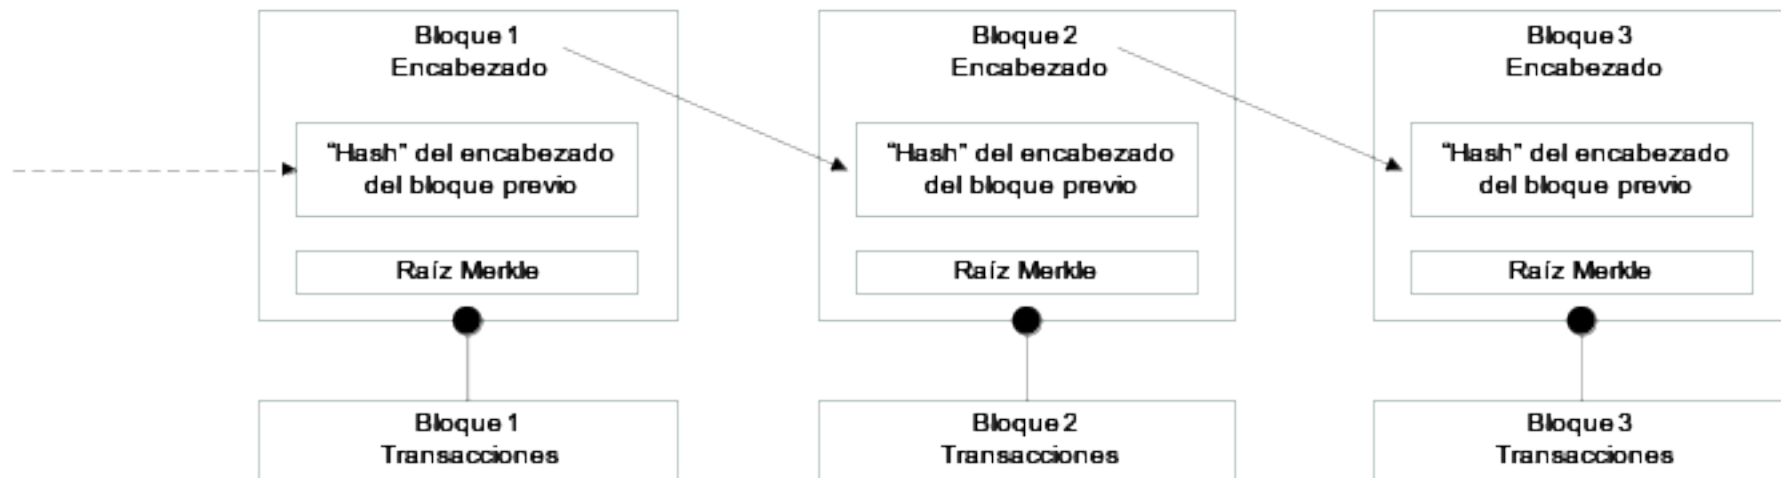 Bloque 1
Encabezado
“Hash” del encabezado
del bloque previo
Raíz Merkle
Bloque 1
Transacciones
Bloque 2
Encabezado
“Hash” del encabezado
del bloque previo
Raíz Merkle
Bloque 2
Transacciones
Bloque 3
Encabezado
“Hash” del encabezado
del bloque previo
Raíz Merkle
Bloque 3
Transacciones